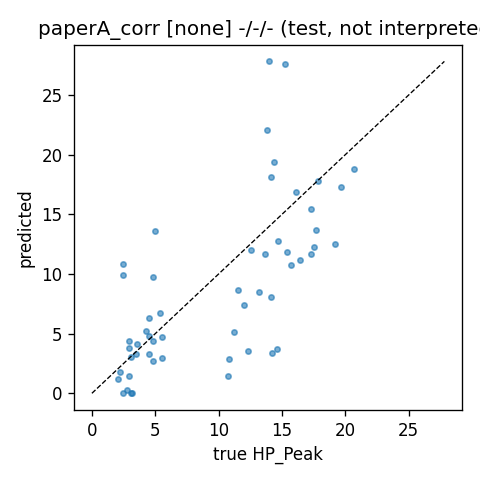 paperA_corr [none] -/-/- (test, not interprete
25
20
15
10
5
0
predicted
0 5 10 15 20 25
true HP_Peak